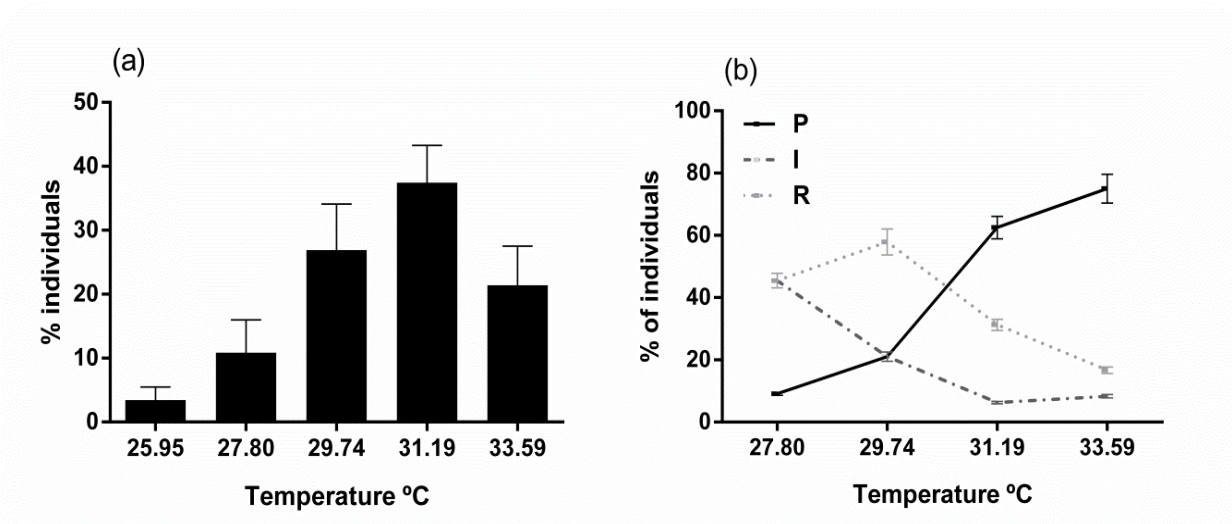 (a)
50
40
30
20
10
0
% individuals
25.95 27.80 29.74 31.19 33.59
Temperature ºC
(b)
100
80
60
40
20
0
% of individuals
P
I
R
27.80 29.74 31.19 33.59
Temperature ºC